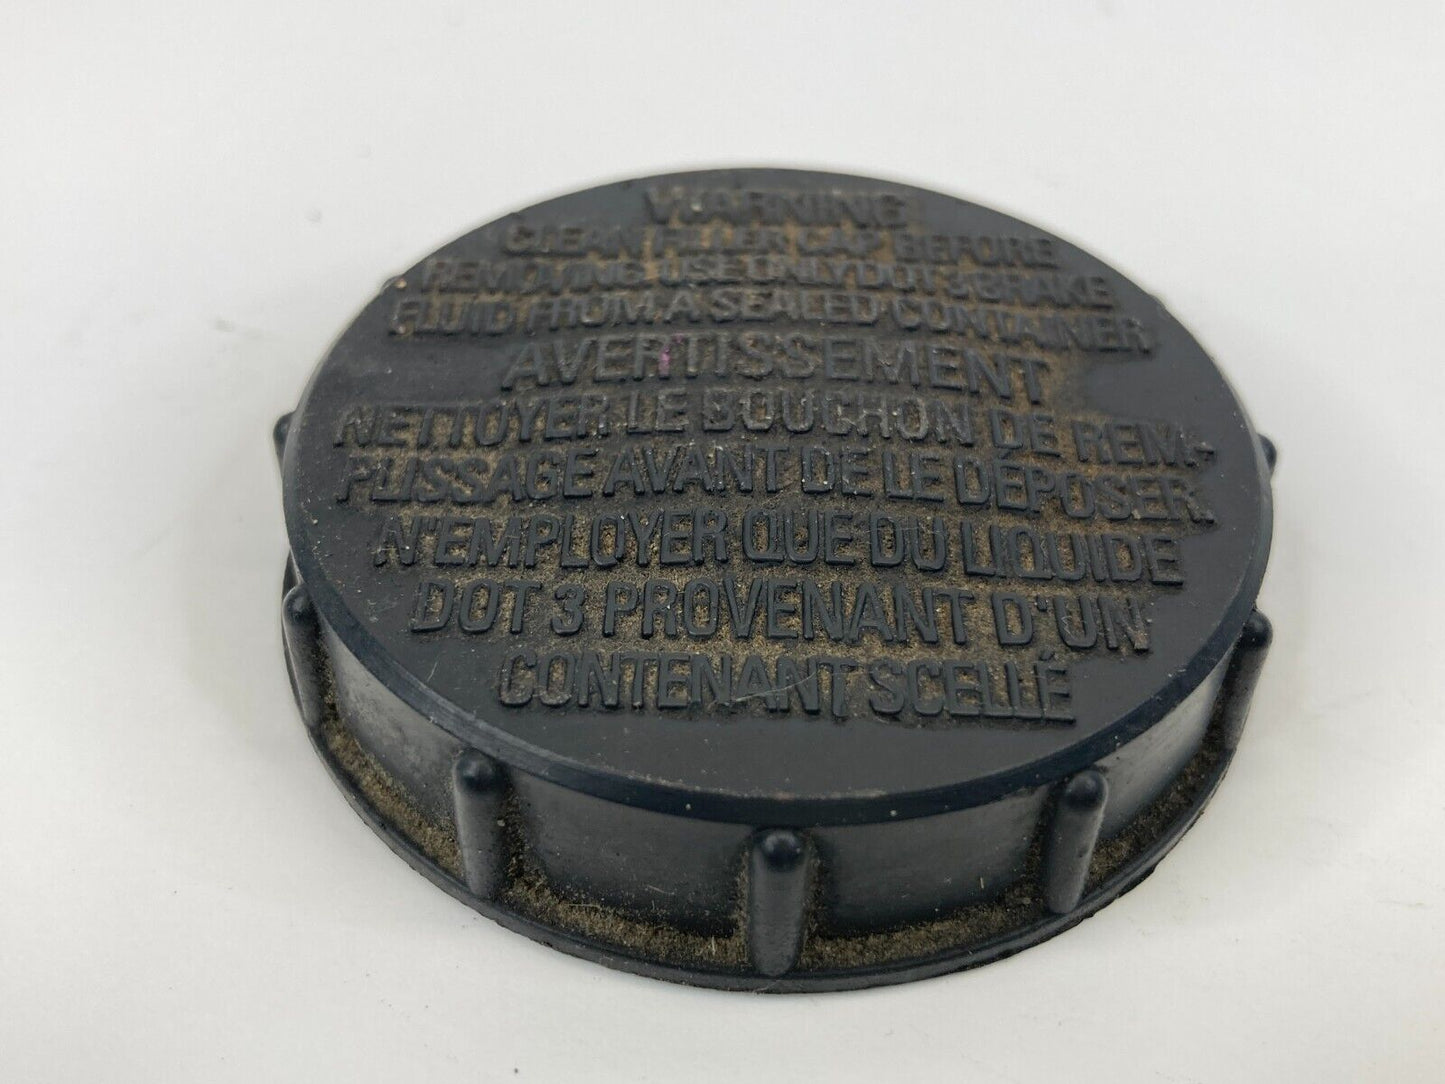 WARNING
CLEAN FILLER CAP BEFORE
REMOVING. USE ONLY DOT 3 BRAKE
FLUID FROM A SEALED CONTAINER
AVERTISSEMENT
NETTOYER LE BOUCHON DE REM-
PLISSAGE AVANT DE LE DÉPOSER.
N'EMPLOYER QUE DU LIQUIDE
DOT 3 PROVENANT D'UN
CONTENANT SCELLÉ